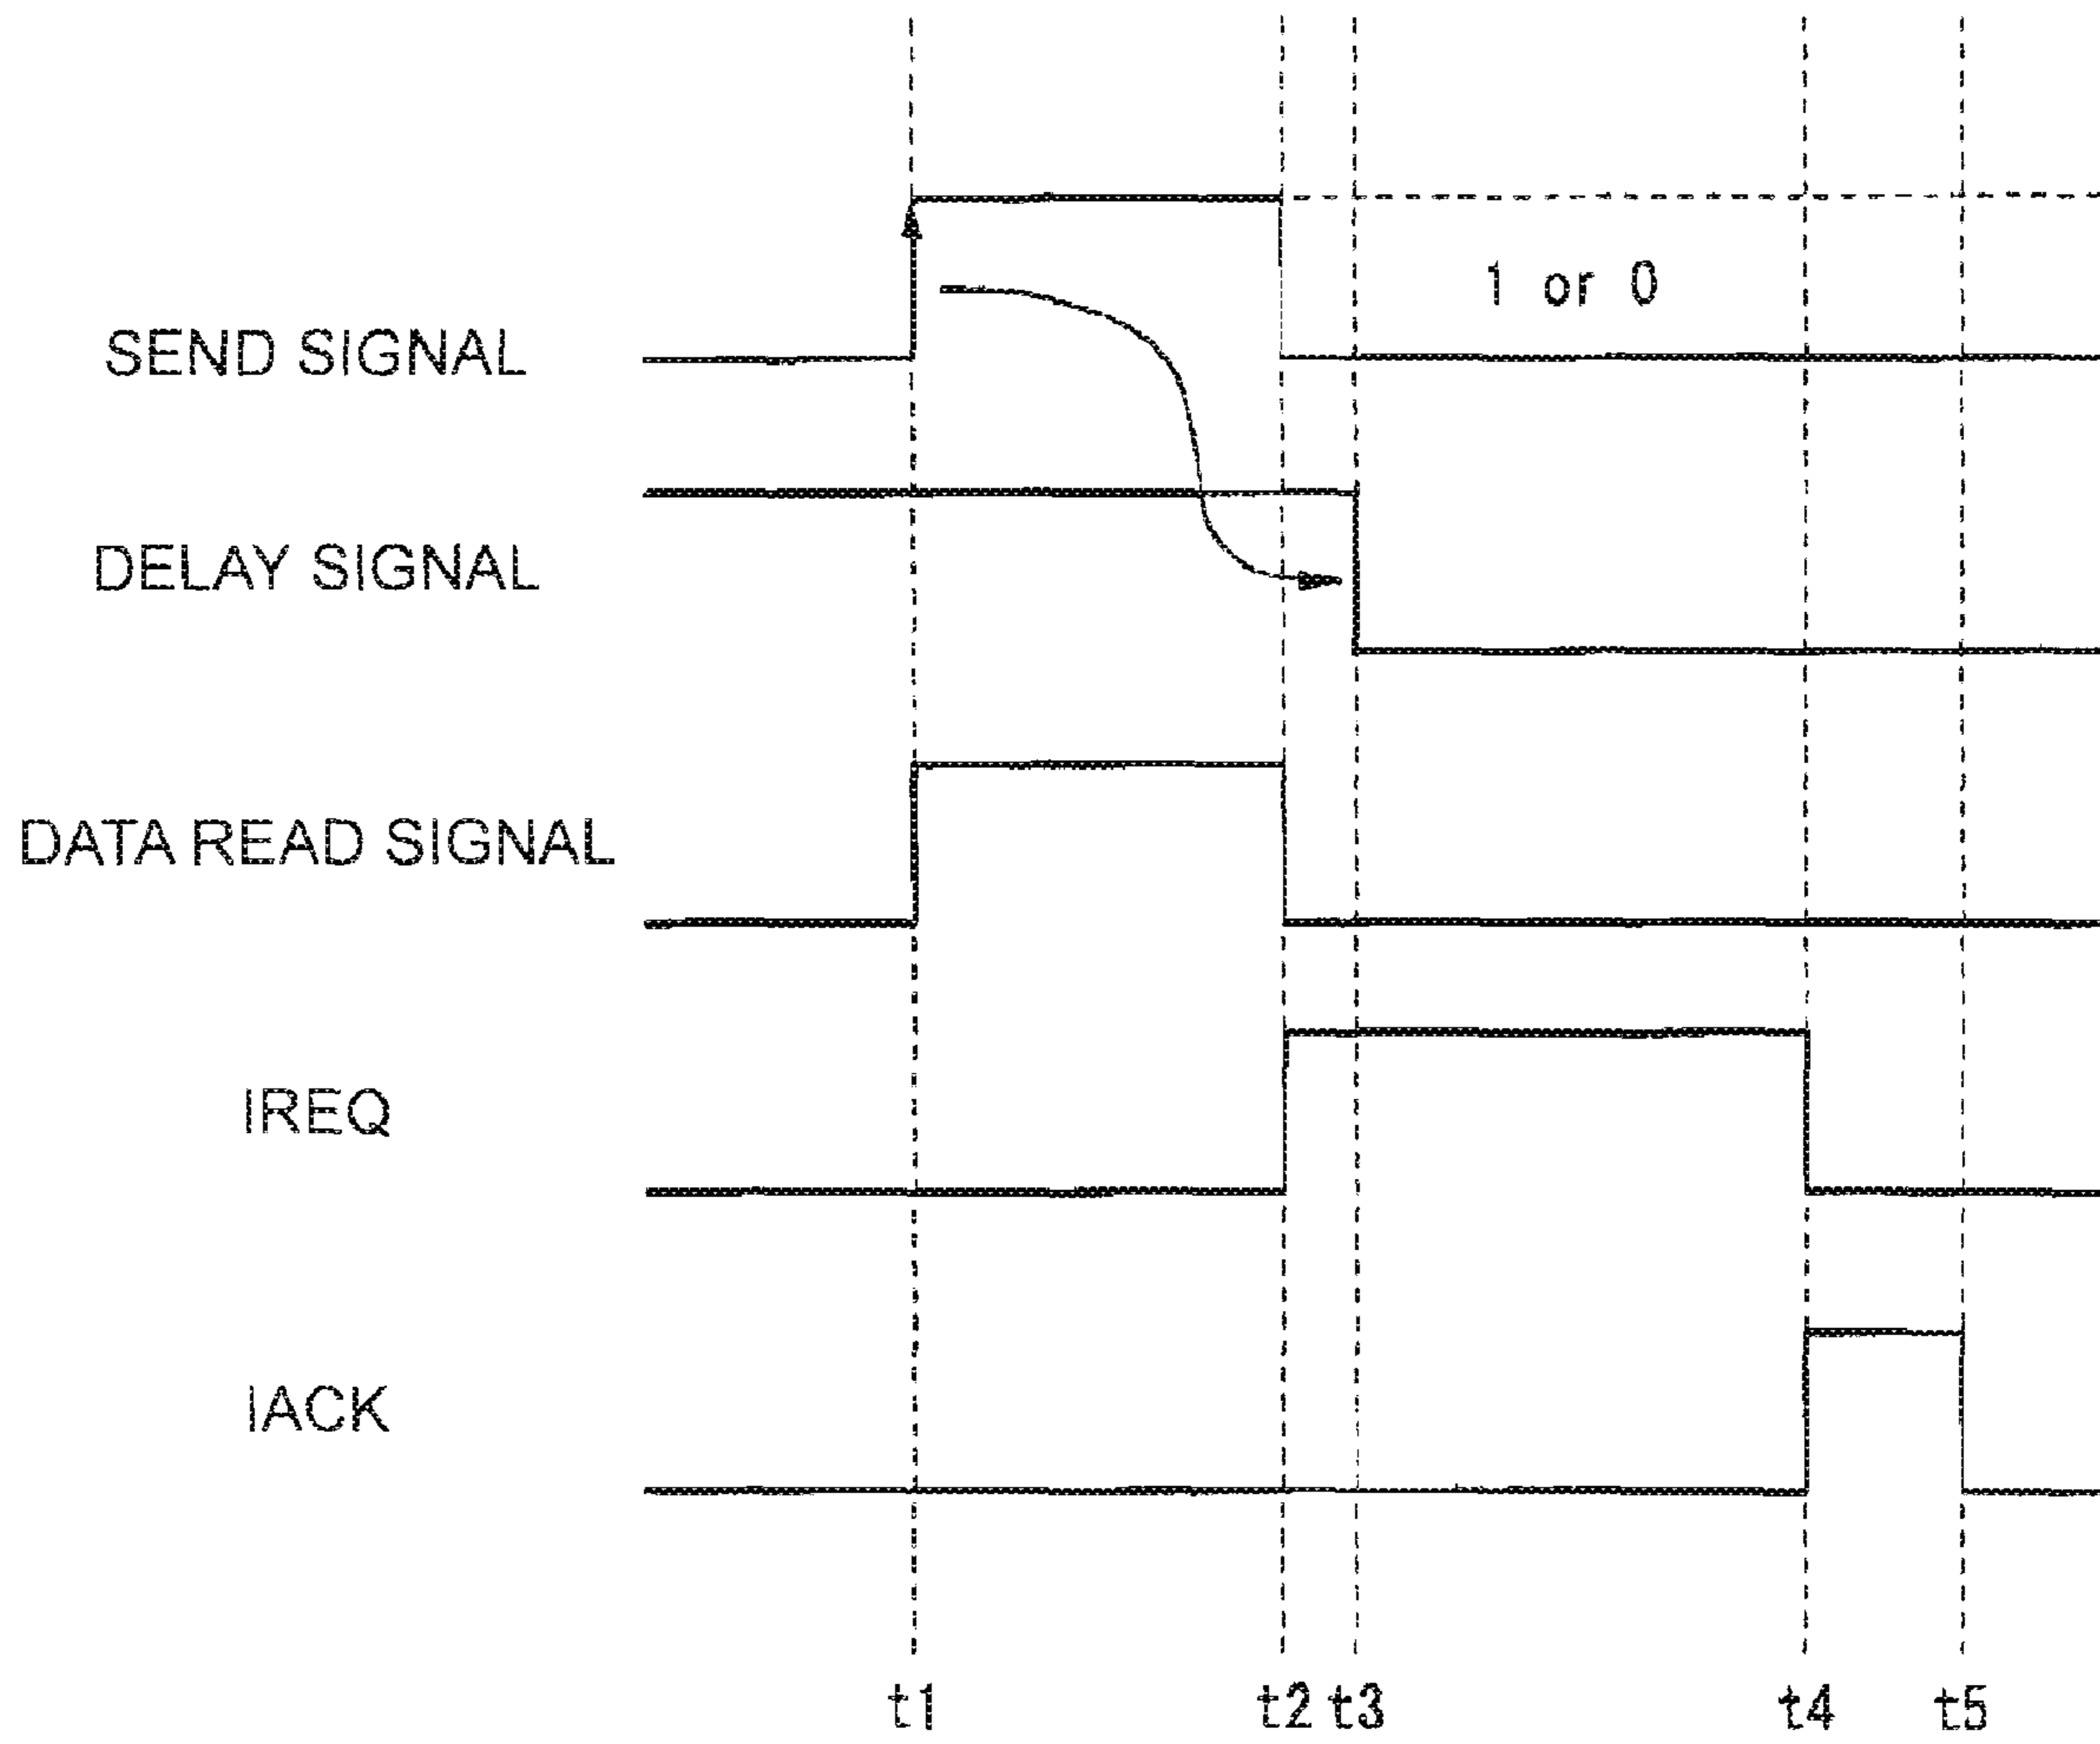 1 or 0
SEND SIGNAL
DELAY SIGNAL
DATA READ SIGNAL
IREQ
IACK
t1 t2 t3 t4 t5